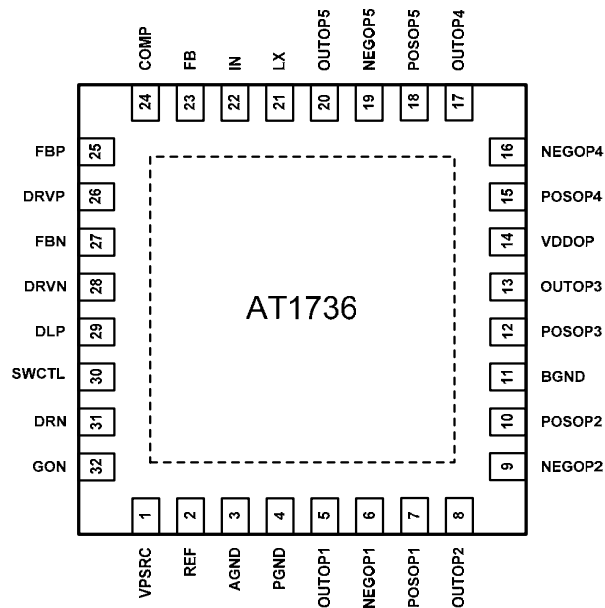 COMP
FB
IN
LX
OUTOP5
NEGOP5
POSOP5
OUTOP4
24
23
22
21
20
19
18
17
FBP 25
DRVP 26
FBN 27
DRVN 28
DLP 29
SWCTL 30
DRN 31
GON 32
AT1736
16 NEGOP4
15 POSOP4
14 VDDOP
13 OUTOP3
12 POSOP3
11 BGND
10 POSOP2
9 NEGOP2
1
2
3
4
5
6
7
8
VPSRC
REF
AGND
PGND
OUTOP1
NEGOP1
POSOP1
OUTOP2